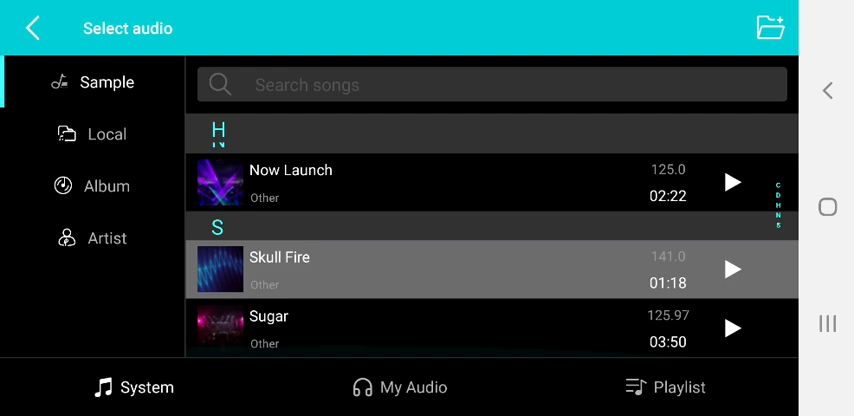 Select audio
Sample
Local
Album
Artist
Search songs
H
Now Launch
Other
125.0
02:22
S
Skull Fire
Other
141.0
01:18
Sugar
Other
125.97
03:50
C
D
H
N
S
System
My Audio
Playlist